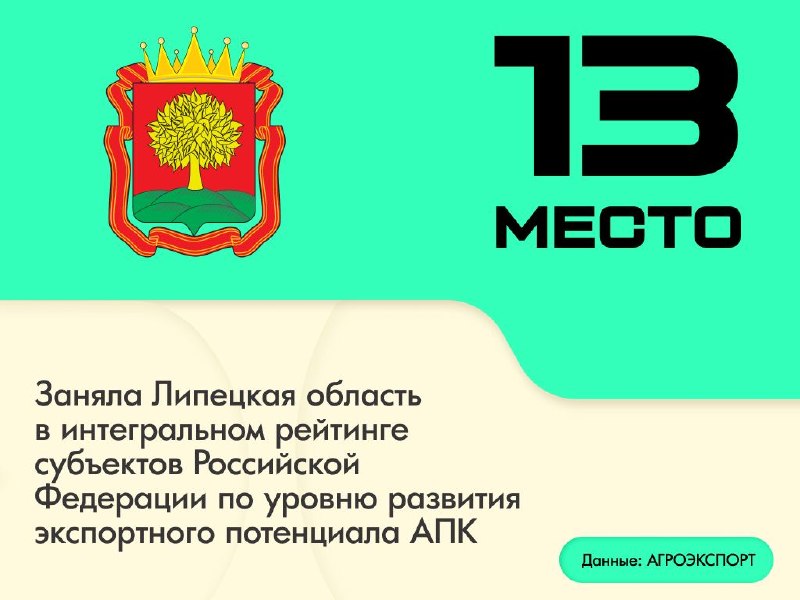 13
МЕСТО
Заняла Липецкая область
в интегральном рейтинге
субъектов Российской
Федерации по уровню развития
экспортного потенциала АПК
Данные: АГРОЭКСПОРТ